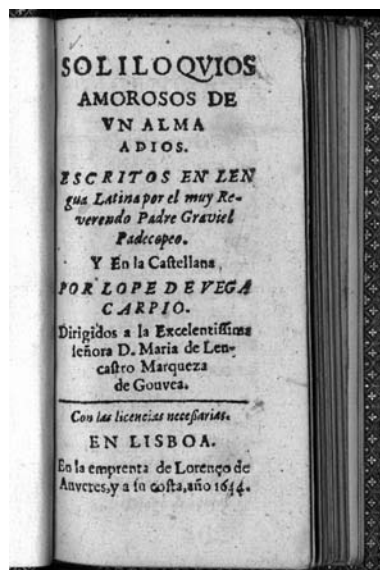 SOLILOQVIOS
AMOROSOS DE
VN ALMA
A DIOS.
ESCRITOS EN LEN
gua Latina por el muy Re-
verendo Padre Graviel
Padecopeo.
Y En la Caſtellana,
POR LOPE DE VEGA
CARPIO.
Dirigidos a la Excelentiſſima
ſeñora D. Maria de Len-
caſtro Marqueza
de Gouvea.
Con las licencias neceſſarias.
EN LISBOA.
En la emprenta de Lorenço de
Anveres, y a ſu coſta, año 1644.